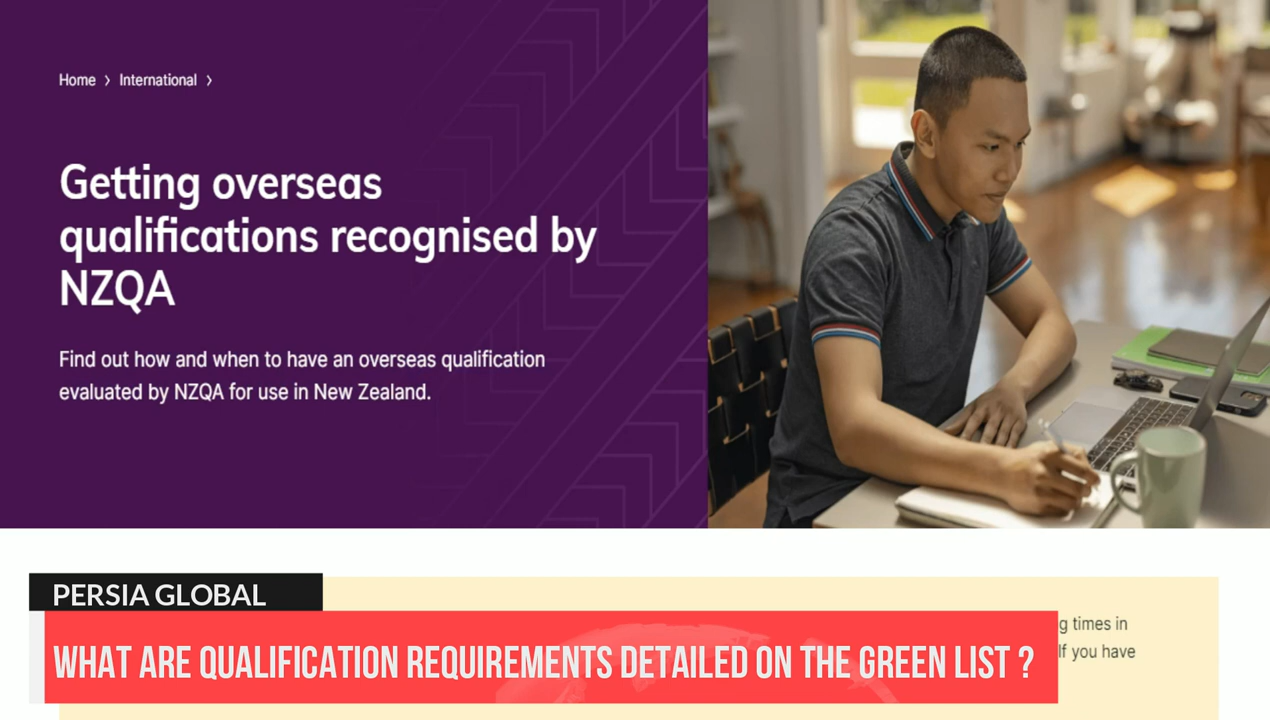 Home > International >
Getting overseas
qualifications recognised by
NZQA
Find out how and when to have an overseas qualification
evaluated by NZQA for use in New Zealand.
PERSIA GLOBAL
times in
WHAT ARE QUALIFICATION REQUIREMENTS DETAILED ON THE GREEN LIST ?
If you have